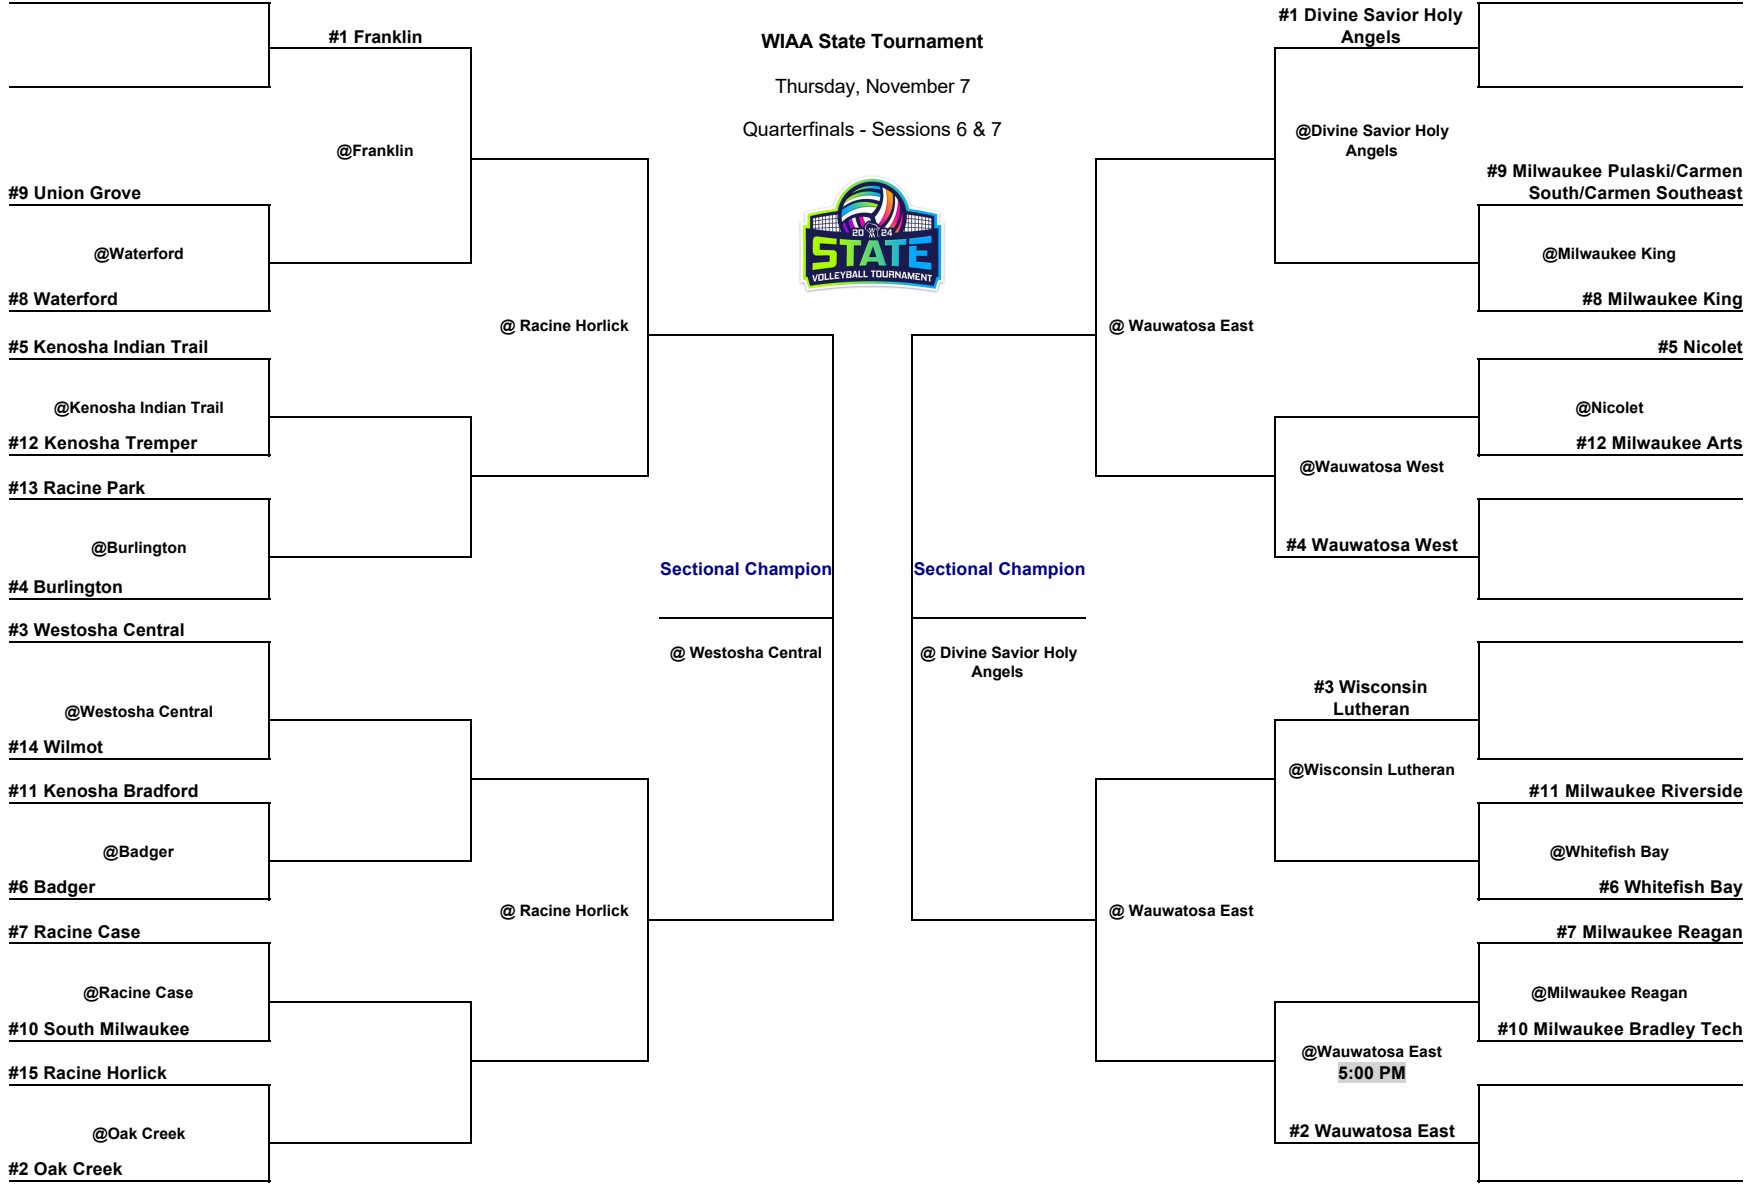 #1 Franklin
@Franklin
#9 Union Grove
@Waterford
#8 Waterford
@ Racine Horlick
#5 Kenosha Indian Trail
@Kenosha Indian Trail
#12 Kenosha Tremper
#13 Racine Park
@Burlington
#4 Burlington
Sectional Champion
@ Westosha Central
#3 Westosha Central
@Westosha Central
#14 Wilmot
#11 Kenosha Bradford
@Badger
#6 Badger
@ Racine Horlick
#7 Racine Case
@Racine Case
#10 South Milwaukee
#15 Racine Horlick
@Oak Creek
#2 Oak Creek
WIAA State Tournament
Thursday, November 7
Quarterfinals - Sessions 6 & 7
20 24
STATE
VOLLEYBALL TOURNAMENT
#1 Divine Savior Holy
Angels
@Divine Savior Holy
Angels
#9 Milwaukee Pulaski/Carmen
South/Carmen Southeast
@Milwaukee King
#8 Milwaukee King
@ Wauwatosa East
#5 Nicolet
@Nicolet
#12 Milwaukee Arts
@Wauwatosa West
#4 Wauwatosa West
Sectional Champion
@ Divine Savior Holy
Angels
#3 Wisconsin
Lutheran
@Wisconsin Lutheran
#11 Milwaukee Riverside
@Whitefish Bay
#6 Whitefish Bay
@ Wauwatosa East
#7 Milwaukee Reagan
@Milwaukee Reagan
#10 Milwaukee Bradley Tech
@Wauwatosa East
5:00 PM
#2 Wauwatosa East